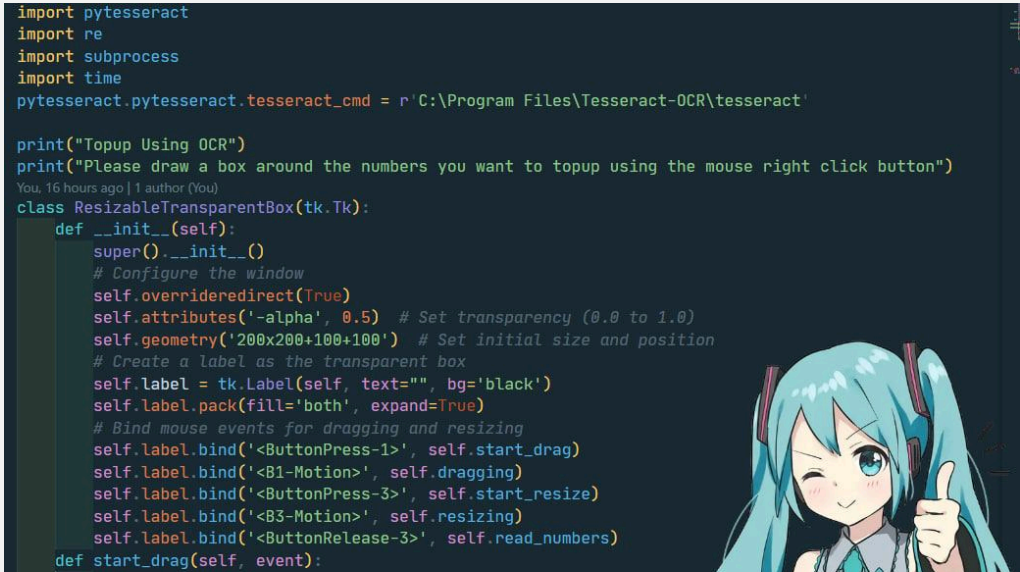 import pytesseract
import re
import subprocess
import time
pytesseract.pytesseract.tesseract_cmd = r'C:\Program Files\Tesseract-OCR\tesseract'
print("Topup Using OCR")
print("Please draw a box around the numbers you want to topup using the mouse right click button")
You, 16 hours ago | 1 author (You)
class ResizableTransparentBox(tk.Tk):
    def __init__(self):
        super().__init__()
        # Configure the window
        self.overrideredirect(True)
        self.attributes('-alpha', 0.5)  # Set transparency (0.0 to 1.0)
        self.geometry('200x200+100+100')  # Set initial size and position
        # Create a label as the transparent box
        self.label = tk.Label(self, text="", bg='black')
        self.label.pack(fill='both', expand=True)
        # Bind mouse events for dragging and resizing
        self.label.bind('<ButtonPress-1>', self.start_drag)
        self.label.bind('<B1-Motion>', self.dragging)
        self.label.bind('<ButtonPress-3>', self.start_resize)
        self.label.bind('<B3-Motion>', self.resizing)
        self.label.bind('<ButtonRelease-3>', self.read_numbers)
    def start_drag(self, event):